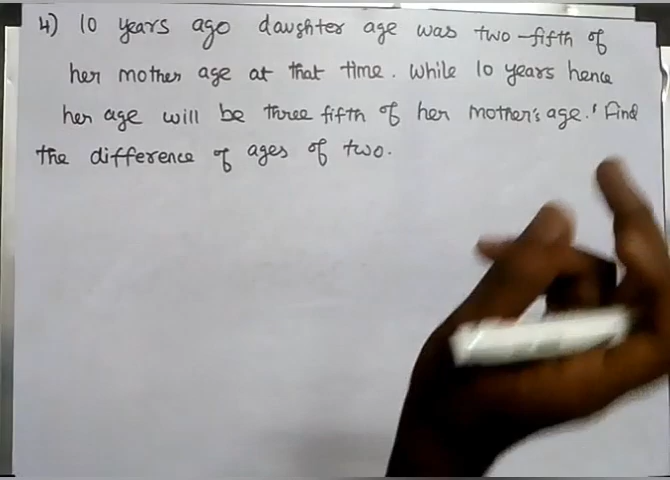 4) 10 years ago daughter age was two-fifth of
her mother age at that time. While 10 years hence
her age will be three fifth of her mother's age.' Find
the difference of ages of two.